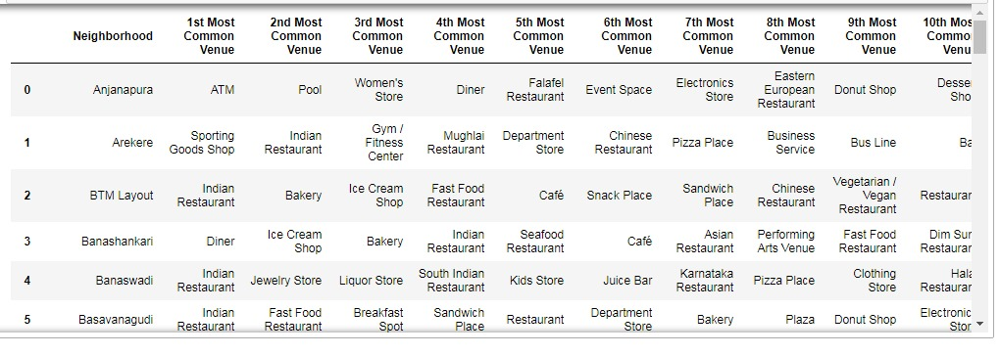 Neighborhood 1st Most Common Venue 2nd Most Common Venue 3rd Most Common Venue 4th Most Common Venue 5th Most Common Venue 6th Most Common Venue 7th Most Common Venue 8th Most Common Venue 9th Most Common Venue 10th Mos Common Venu
0 Anjanapura ATM Pool Women's Store Diner Falafel Restaurant Event Space Electronics Store Eastern European Restaurant Donut Shop Desser Sho
1 Arekere Sporting Goods Shop Indian Restaurant Gym / Fitness Center Mughlai Restaurant Department Store Chinese Restaurant Pizza Place Business Service Bus Line Ba
2 BTM Layout Indian Restaurant Bakery Ice Cream Shop Fast Food Restaurant Café Snack Place Sandwich Place Chinese Restaurant Vegetarian / Vegan Restaurant Restauran
3 Banashankari Diner Ice Cream Shop Bakery Indian Restaurant Seafood Restaurant Café Asian Restaurant Performing Arts Venue Fast Food Restaurant Dim Sum Restauran
4 Banaswadi Indian Restaurant Jewelry Store Liquor Store South Indian Restaurant Kids Store Juice Bar Karnataka Restaurant Pizza Place Clothing Store Hala Restauran
5 Basavanagudi Indian Restaurant Fast Food Restaurant Breakfast Spot Sandwich Place Restaurant Department Store Bakery Plaza Donut Shop Electronic Stor